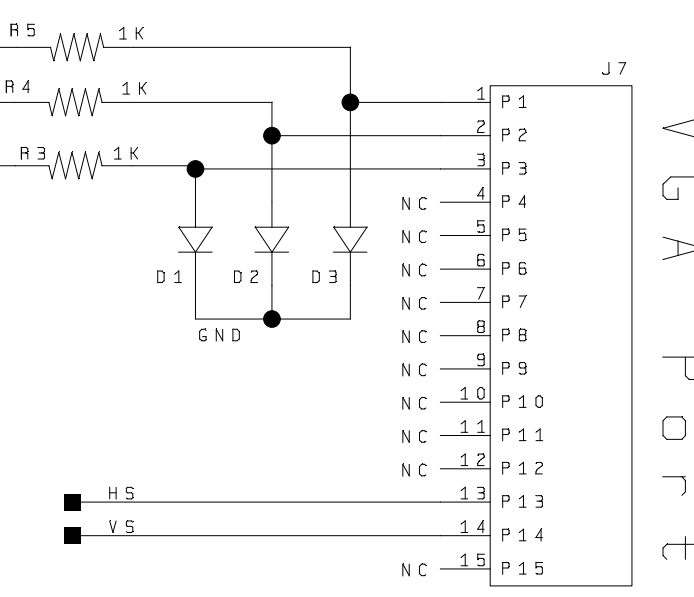 R5 1K
R4 1K
R3 1K
J7
1 P1
2 P2
3 P3
NC 4 P4
NC 5 P5
NC 6 P6
NC 7 P7
NC 8 P8
NC 9 P9
NC 10 P10
NC 11 P11
NC 12 P12
HS 13 P13
VS 14 P14
NC 15 P15
D1 D2 D3
GND
VGA Port